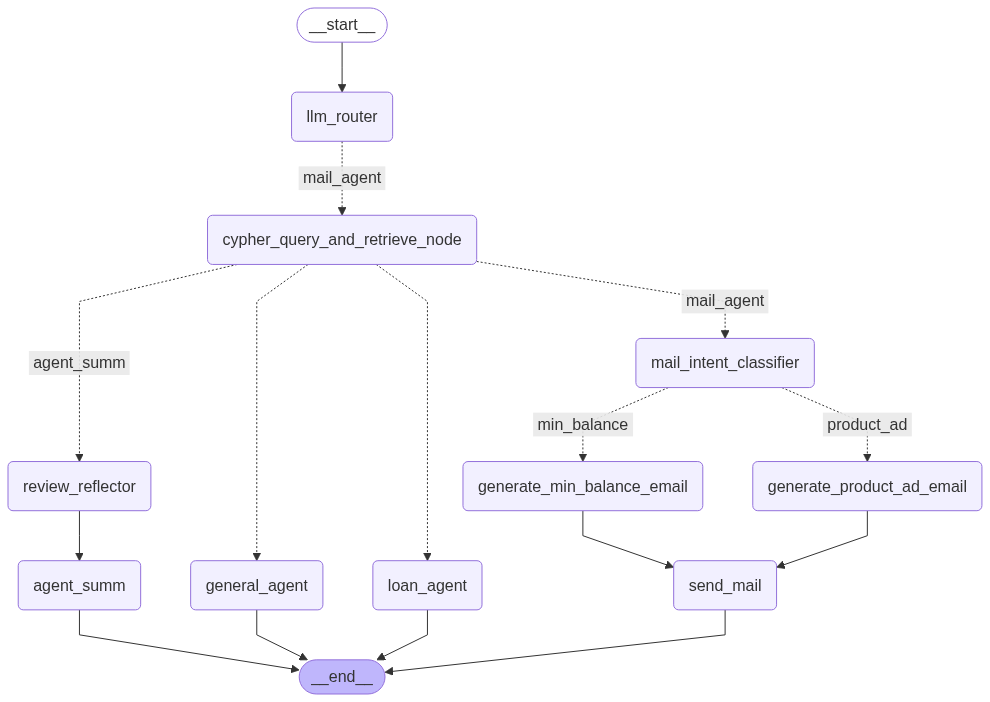 __start__
llm_router
mail_agent
cypher_query_and_retrieve_node
mail_agent
agent_summ
mail_intent_classifier
min_balance
product_ad
review_reflector
generate_min_balance_email
generate_product_ad_email
agent_summ
general_agent
loan_agent
send_mail
__end__